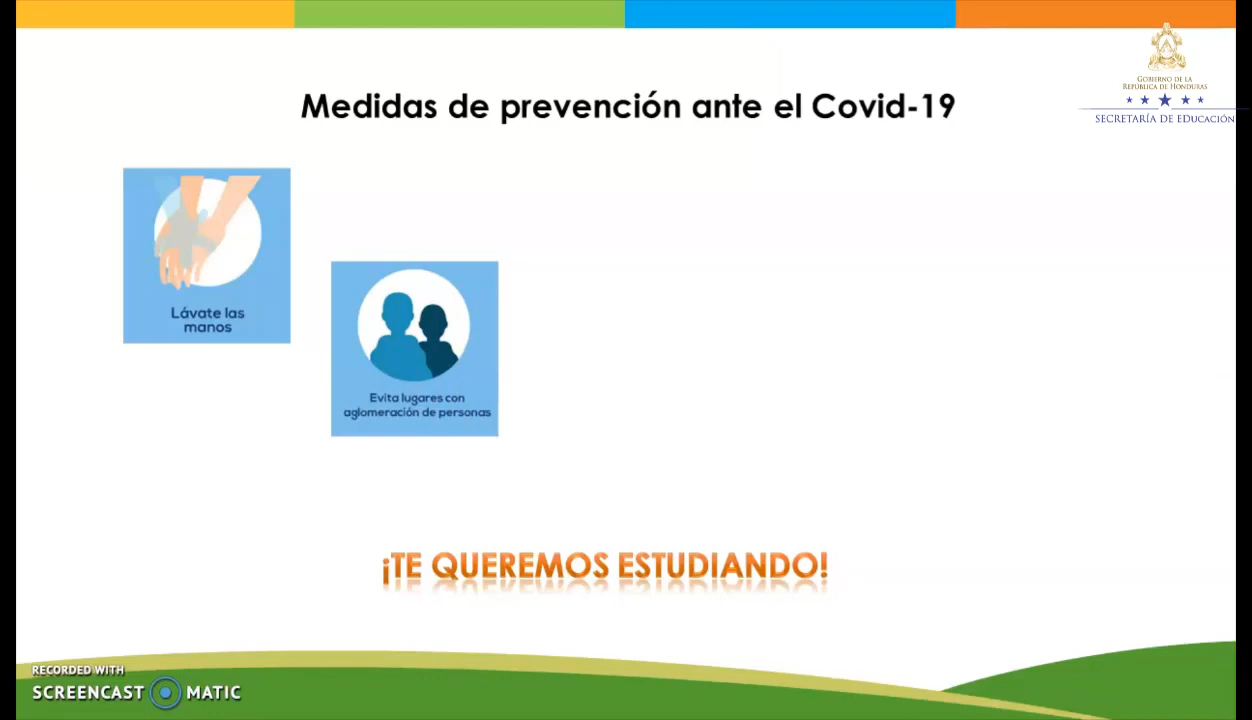 GOBIERNO DE LA
REPÚBLICA DE HONDURAS
SECRETARÍA DE EDUCACIÓN
Medidas de prevención ante el Covid-19
Lávate las
manos
Evita lugares con
aglomeración de personas
¡TE QUEREMOS ESTUDIANDO!
RECORDED WITH
SCREENCAST MATIC